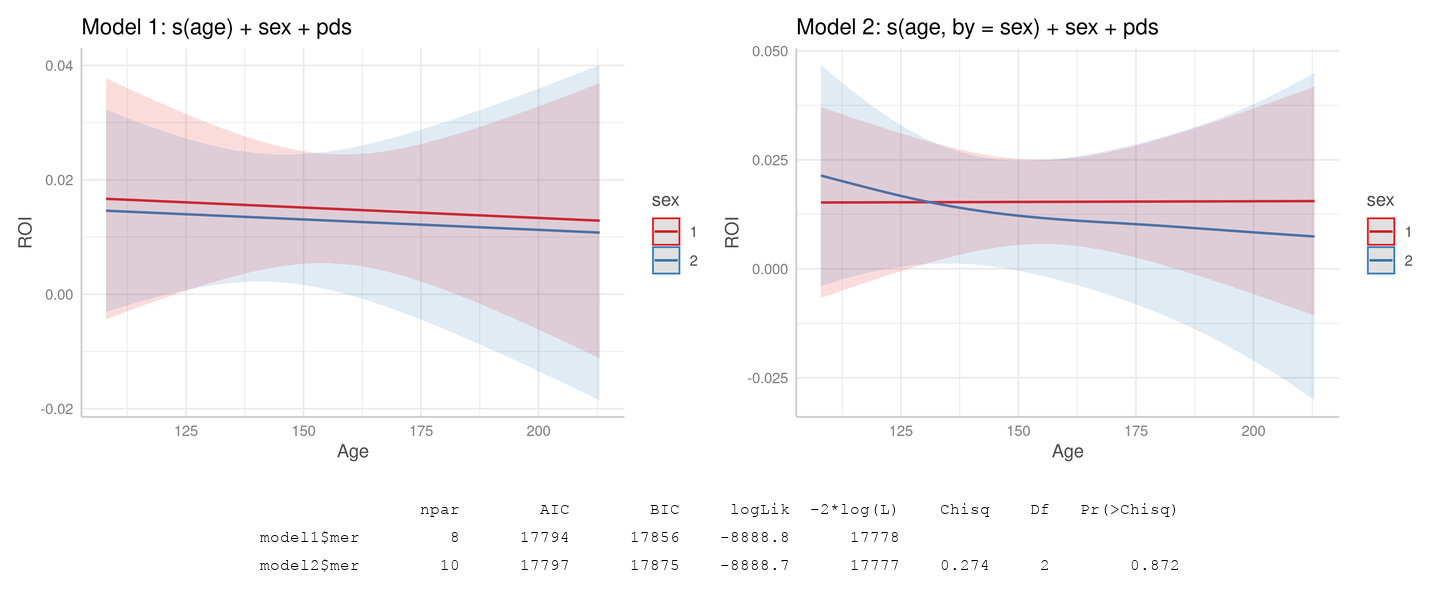 Model 1: s(age) + sex + pds
0.04
0.02
0.00
-0.02
ROI
125 150 175 200
Age
sex
1
2
Model 2: s(age, by = sex) + sex + pds
0.050
0.025
0.000
-0.025
ROI
125 150 175 200
Age
sex
1
2
npar AIC BIC logLik -2*log(L) Chisq Df Pr(>Chisq)
model1$mer 8 17794 17856 -8888.8 17778
model2$mer 10 17797 17875 -8888.7 17777 0.274 2 0.872